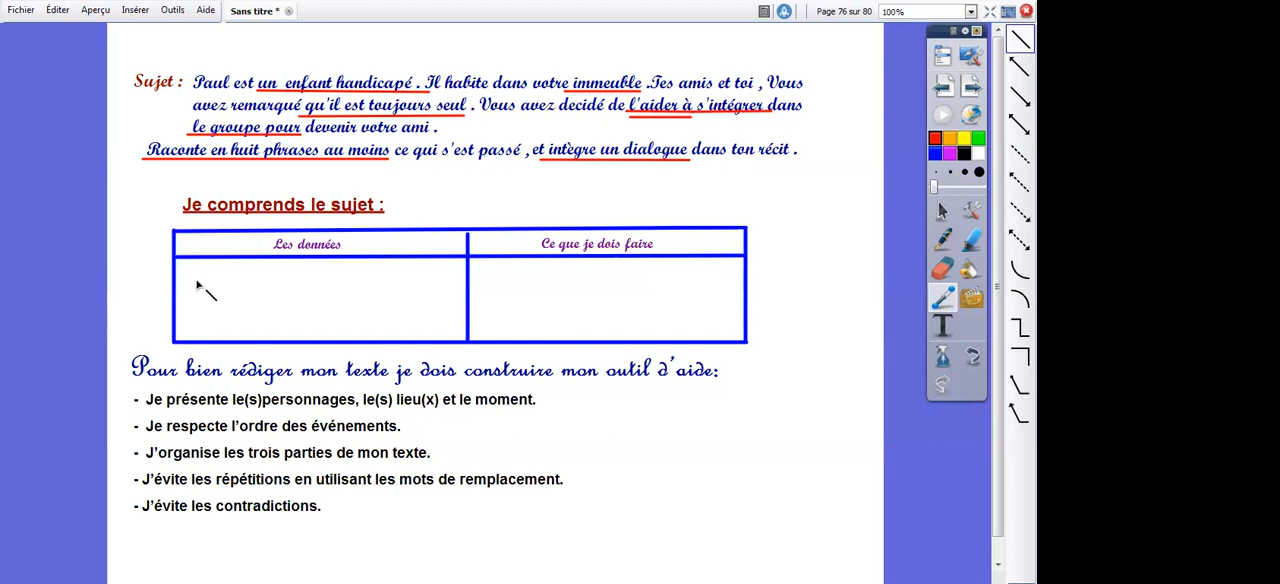 Fichier Éditer Aperçu Insérer Outils Aide Sans titre * Page 76 sur 80 100%
Sujet : Paul est un enfant handicapé . Il habite dans votre immeuble .Tes amis et toi , Vous
avez remarqué qu'il est toujours seul . Vous avez decidé de l'aider à s'intégrer dans
le groupe pour devenir votre ami .
Raconte en huit phrases au moins ce qui s'est passé ,et intègre un dialogue dans ton récit .
Je comprends le sujet :
Les données Ce que je dois faire
Pour bien rédiger mon texte je dois construire mon outil d'aide:
- Je présente le(s)personnages, le(s) lieu(x) et le moment.
- Je respecte l'ordre des événements.
- J'organise les trois parties de mon texte.
- J'évite les répétitions en utilisant les mots de remplacement.
- J'évite les contradictions.
T